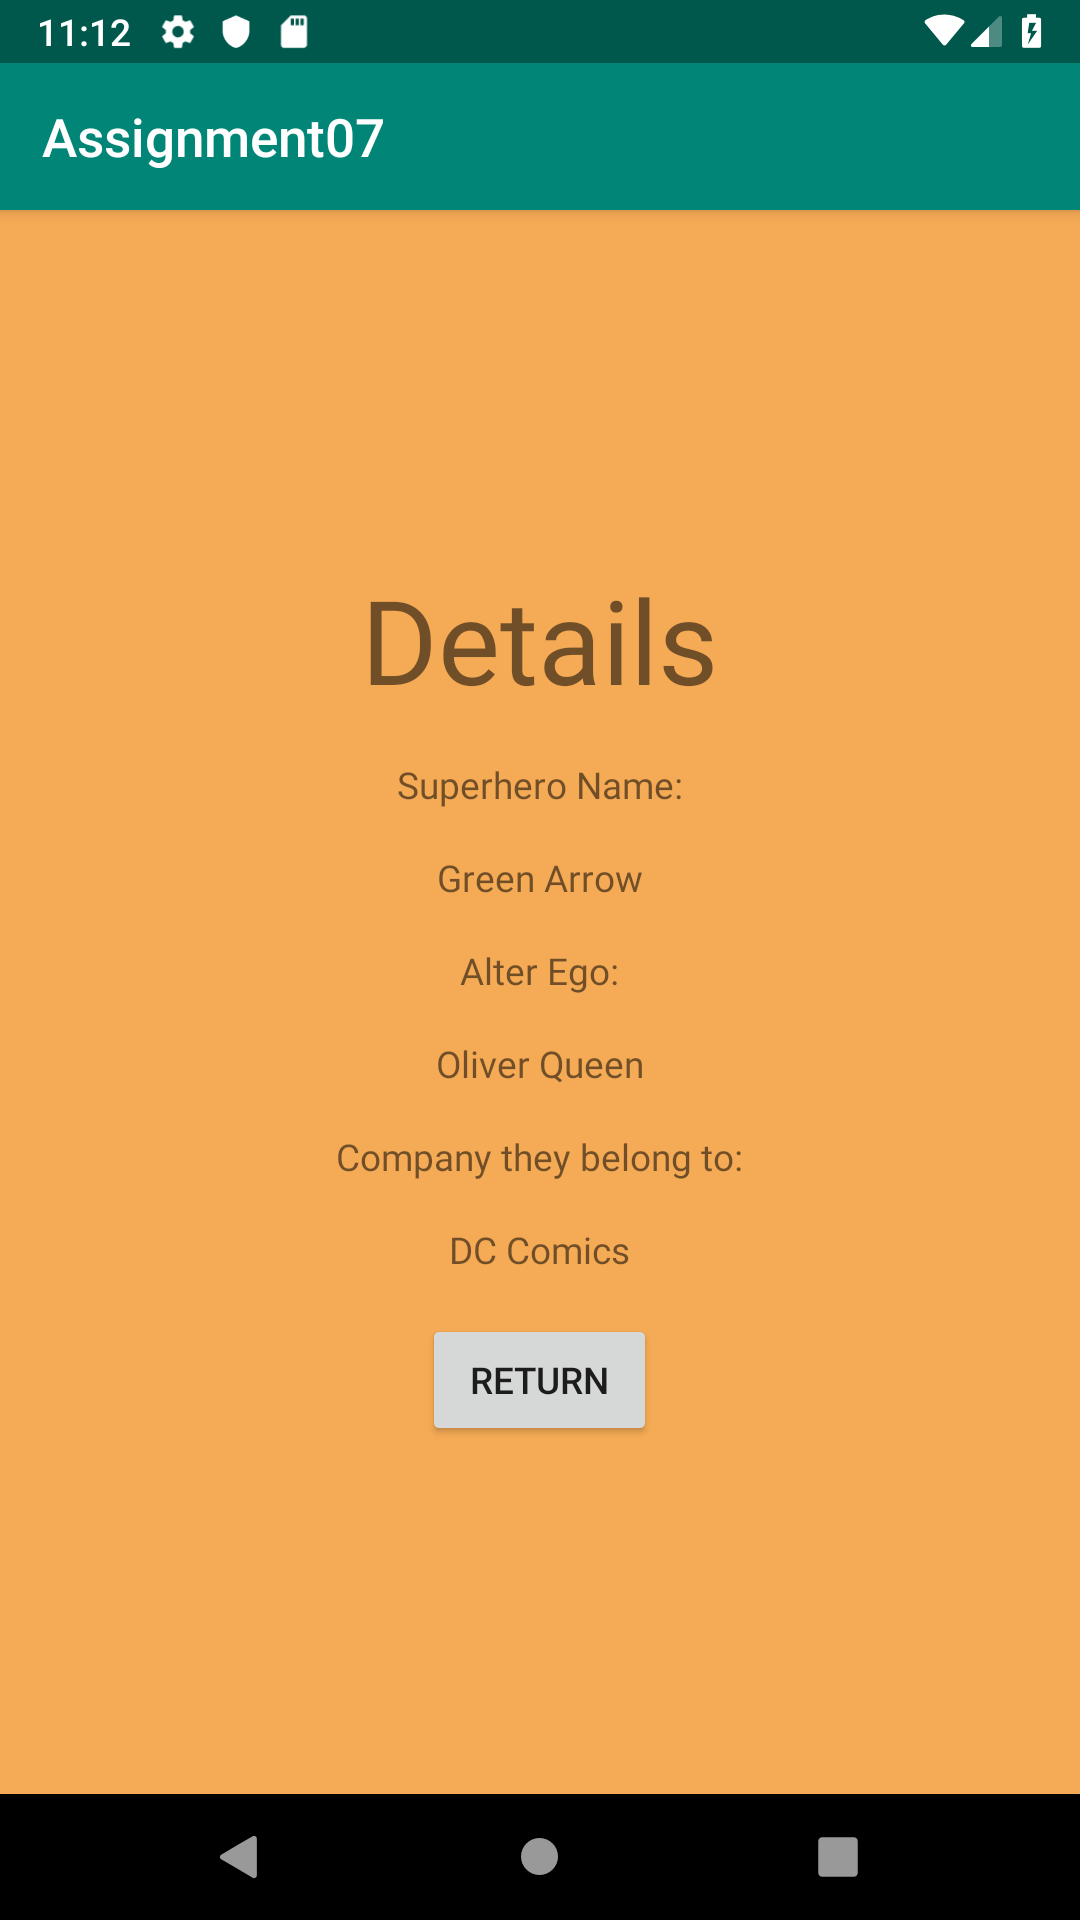 11:12
Assignment07
Details
Superhero Name:
Green Arrow
Alter Ego:
Oliver Queen
Company they belong to:
DC Comics
RETURN